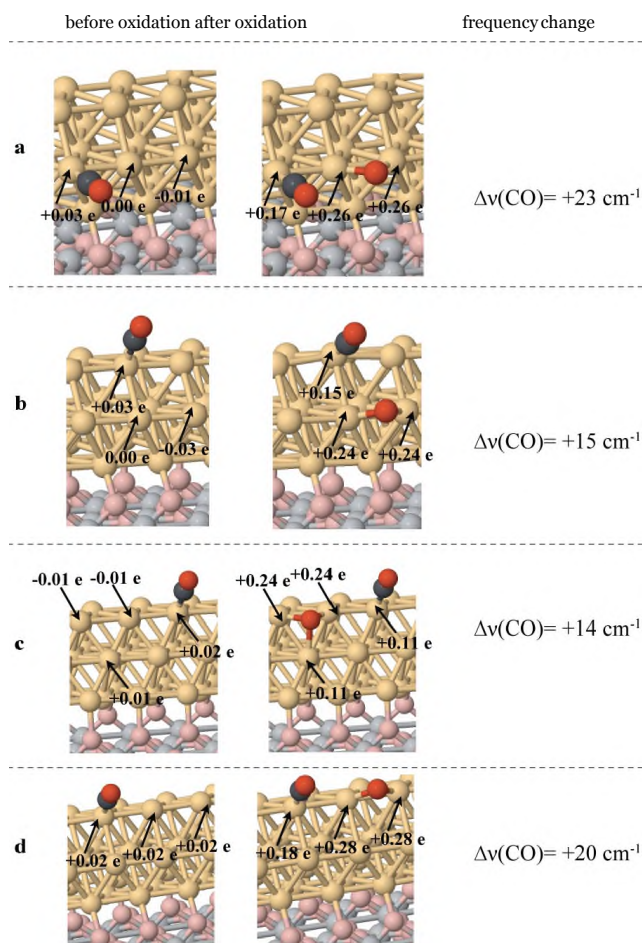 before oxidation after oxidation frequency change
a
+0.03 e 0.00 e -0.01 e
+0.17 e +0.26 e +0.26 e
Δν(CO)= +23 cm⁻¹
b
+0.03 e
0.00 e -0.03 e
+0.15 e
+0.24 e +0.24 e
Δν(CO)= +15 cm⁻¹
c
-0.01 e -0.01 e
+0.02 e
+0.01 e
+0.24 e +0.24 e
+0.11 e
+0.11 e
Δν(CO)= +14 cm⁻¹
d
+0.02 e +0.02 e +0.02 e
+0.18 e +0.28 e +0.28 e
Δν(CO)= +20 cm⁻¹